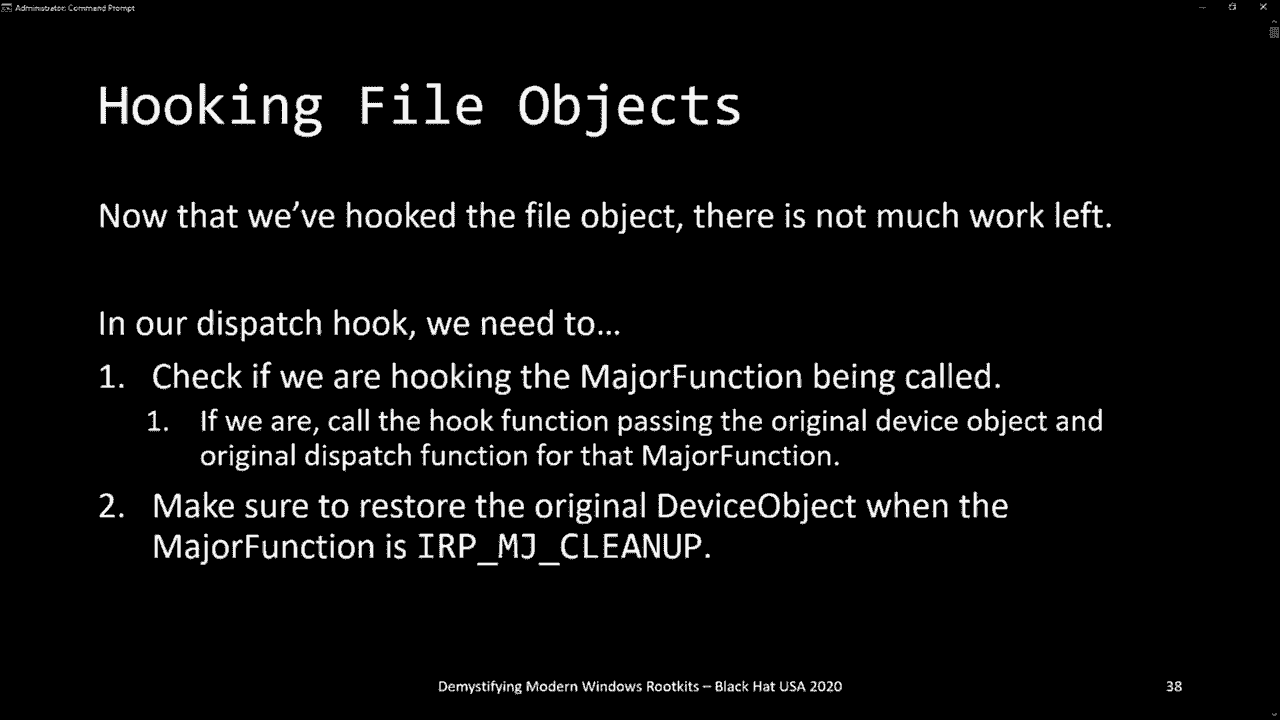 Administrator: Command Prompt
Hooking File Objects
Now that we’ve hooked the file object, there is not much work left.
In our dispatch hook, we need to…
1. Check if we are hooking the MajorFunction being called.
1. If we are, call the hook function passing the original device object and
original dispatch function for that MajorFunction.
2. Make sure to restore the original DeviceObject when the
MajorFunction is IRP_MJ_CLEANUP.
Demystifying Modern Windows Rootkits – Black Hat USA 2020
38